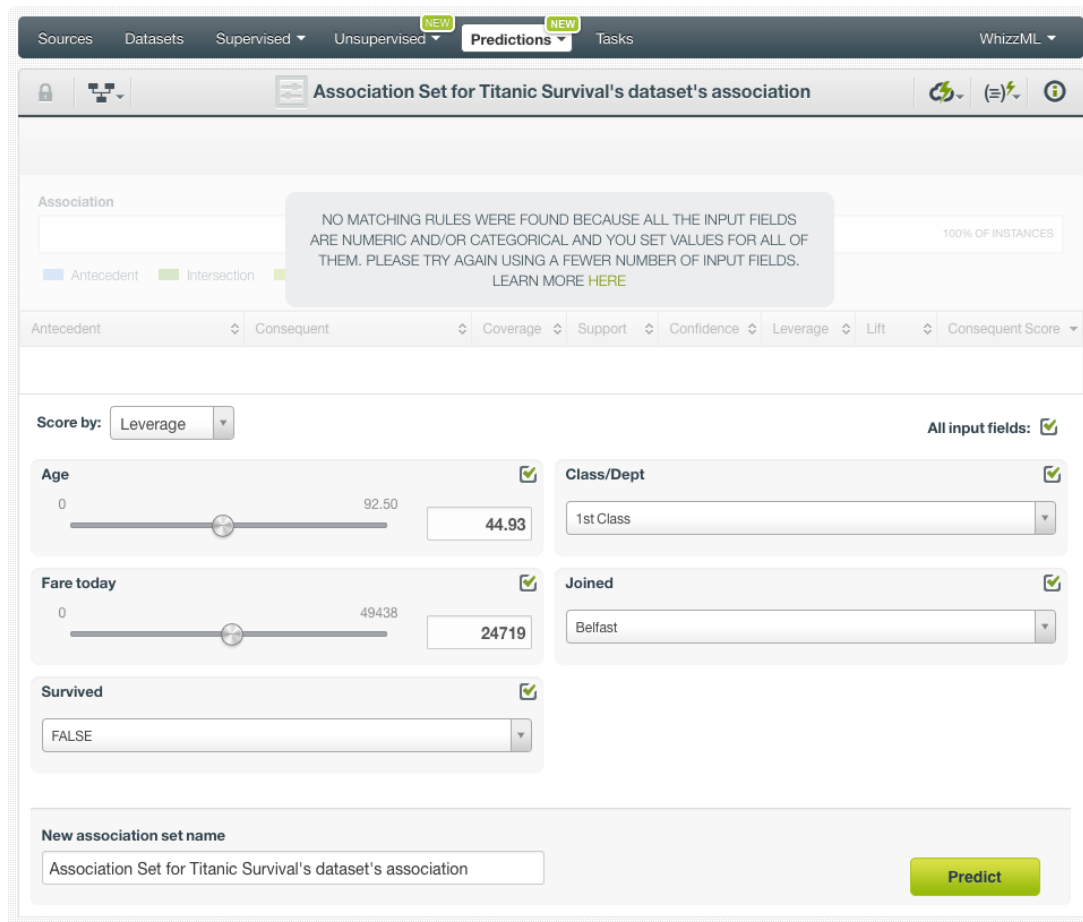 NEW NEW
Sources Datasets Supervised Unsupervised Predictions Tasks WhizzML
Association Set for Titanic Survival's dataset's association
Association
NO MATCHING RULES WERE FOUND BECAUSE ALL THE INPUT FIELDS
ARE NUMERIC AND/OR CATEGORICAL AND YOU SET VALUES FOR ALL OF
THEM. PLEASE TRY AGAIN USING A FEWER NUMBER OF INPUT FIELDS.
LEARN MORE HERE
100% OF INSTANCES
Antecedent Intersection
Antecedent Consequent Coverage Support Confidence Leverage Lift Consequent Score
Score by: Leverage All input fields:
Age
0 92.50
44.93
Class/Dept
1st Class
Fare today
0 49438
24719
Joined
Belfast
Survived
FALSE
New association set name
Association Set for Titanic Survival's dataset's association
Predict